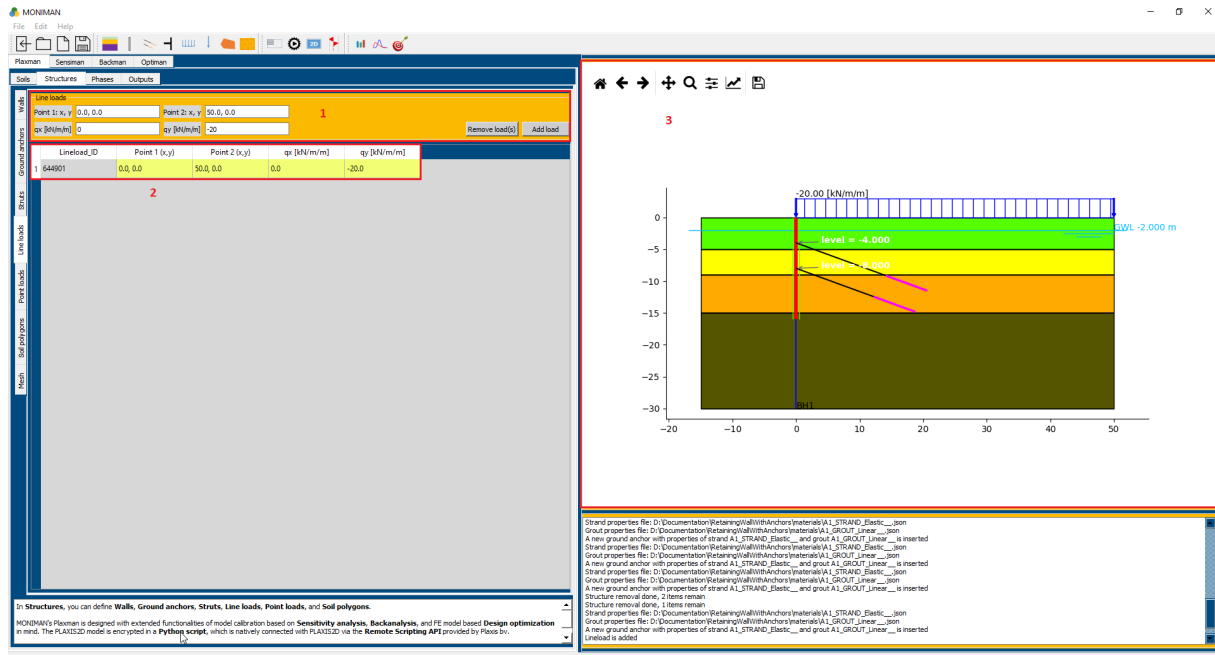 MONIMAN
File Edit Help
2D
Plaxman Sensiman Backman Optiman
Soils Structures Phases Outputs
Walls
Ground anchors
Struts
Line loads
Point loads
Soil polygons
Mesh
Line loads
Point 1: x, y 0.0, 0.0 Point 2: x, y 50.0, 0.0
1
qx [kN/m/m] 0 qy [kN/m/m] -20 Remove load(s) Add load
Lineload_ID Point 1 (x,y) Point 2 (x,y) qx [kN/m/m] qy [kN/m/m]
1 644901 0.0, 0.0 50.0, 0.0 0.0 -20.0
2
In Structures, you can define Walls, Ground anchors, Struts, Line loads, Point loads, and Soil polygons.
MONIMAN's Plaxman is designed with extended functionalities of model calibration based on Sensitivity analysis, Backanalysis, and FE model based Design optimization
in mind. The PLAXIS2D model is encrypted in a Python script, which is natively connected with PLAXIS2D via the Remote Scripting API provided by Plaxis bv.
3
-20.00 [kN/m/m]
GWL -2.000 m
level = -4.000
level = -8.000
BH1
0
−5
−10
−15
−20
−25
−30
−20 −10 0 10 20 30 40 50
Strand properties file: D:\Documentation\RetainingWallWithAnchors\materials\A1_STRAND_Elastic__.json
Grout properties file: D:\Documentation\RetainingWallWithAnchors\materials\A1_GROUT_Linear__.json
A new ground anchor with properties of strand A1_STRAND_Elastic__ and grout A1_GROUT_Linear__ is inserted
Strand properties file: D:\Documentation\RetainingWallWithAnchors\materials\A1_STRAND_Elastic__.json
Grout properties file: D:\Documentation\RetainingWallWithAnchors\materials\A1_GROUT_Linear__.json
A new ground anchor with properties of strand A1_STRAND_Elastic__ and grout A1_GROUT_Linear__ is inserted
Strand properties file: D:\Documentation\RetainingWallWithAnchors\materials\A1_STRAND_Elastic__.json
Grout properties file: D:\Documentation\RetainingWallWithAnchors\materials\A1_GROUT_Linear__.json
A new ground anchor with properties of strand A1_STRAND_Elastic__ and grout A1_GROUT_Linear__ is inserted
Structure removal done, 2 items remain
Structure removal done, 1 items remain
Strand properties file: D:\Documentation\RetainingWallWithAnchors\materials\A1_STRAND_Elastic__.json
Grout properties file: D:\Documentation\RetainingWallWithAnchors\materials\A1_GROUT_Linear__.json
A new ground anchor with properties of strand A1_STRAND_Elastic__ and grout A1_GROUT_Linear__ is inserted
Lineload is added